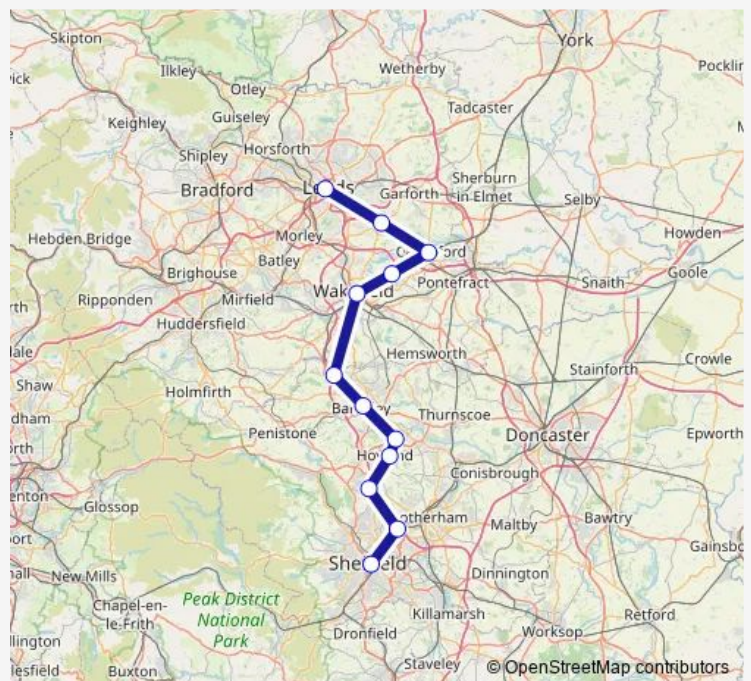 Skipton
York
Wetherby
Ilkley
Otley
Tadcaster
Keighley
Guiseley
Horsforth
Shipley
Bradford
Sherburn
in Elmet
Garforth
Selby
Morley
Hebden Bridge
Batley
Howden
Brighouse
Pontefract
Snaith
Goole
Ripponden
Mirfield
Huddersfield
Hemsworth
Stainforth
Crowle
Shaw
Holmfirth
Thurnscoe
Penistone
Doncaster
Epworth
Conisbrough
Glossop
Maltby
Bawtry
New Mills
Dinnington
Chapel-en-
le-Frith
Peak District
National
Park
Killamarsh
Retford
Dronfield
Worksop
Buxton
Staveley
© OpenStreetMap contributors